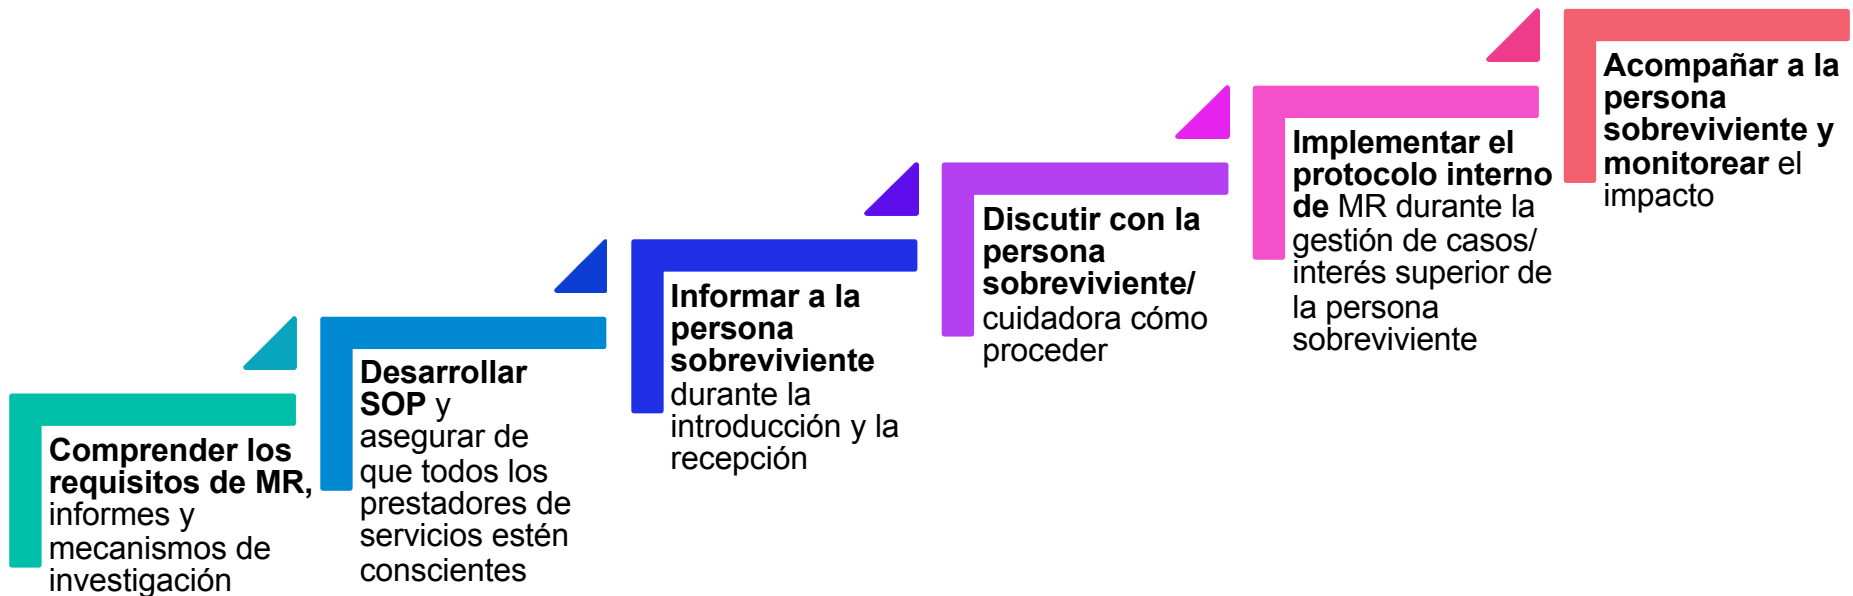 Comprender los
requisitos de MR,
informes y
mecanismos de
investigación
Desarrollar
SOP y
asegurar de
que todos los
prestadores de
servicios estén
conscientes
Informar a la
persona
sobreviviente
durante la
introducción y la
recepción
Discutir con la
persona
sobreviviente/
cuidadora cómo
proceder
Implementar el
protocolo interno
de MR durante la
gestión de casos/
interés superior de
la persona
sobreviviente
Acompañar a la
persona
sobreviviente y
monitorear el
impacto